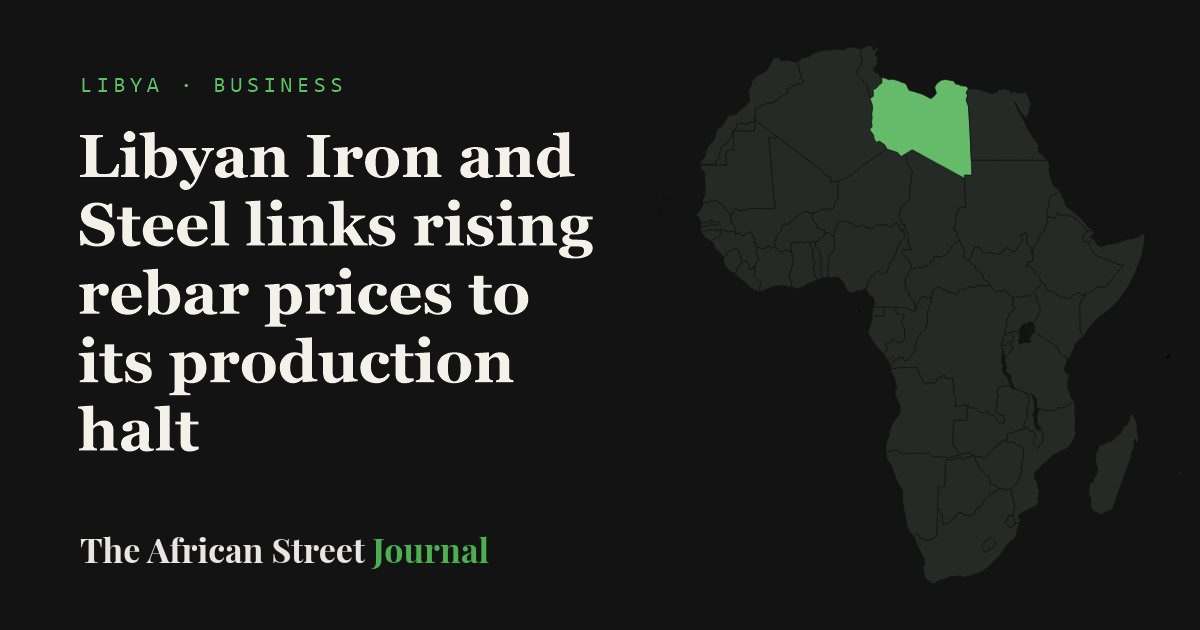 LIBYA · BUSINESS
Libyan Iron and
Steel links rising
rebar prices to
its production
halt
The African Street Journal